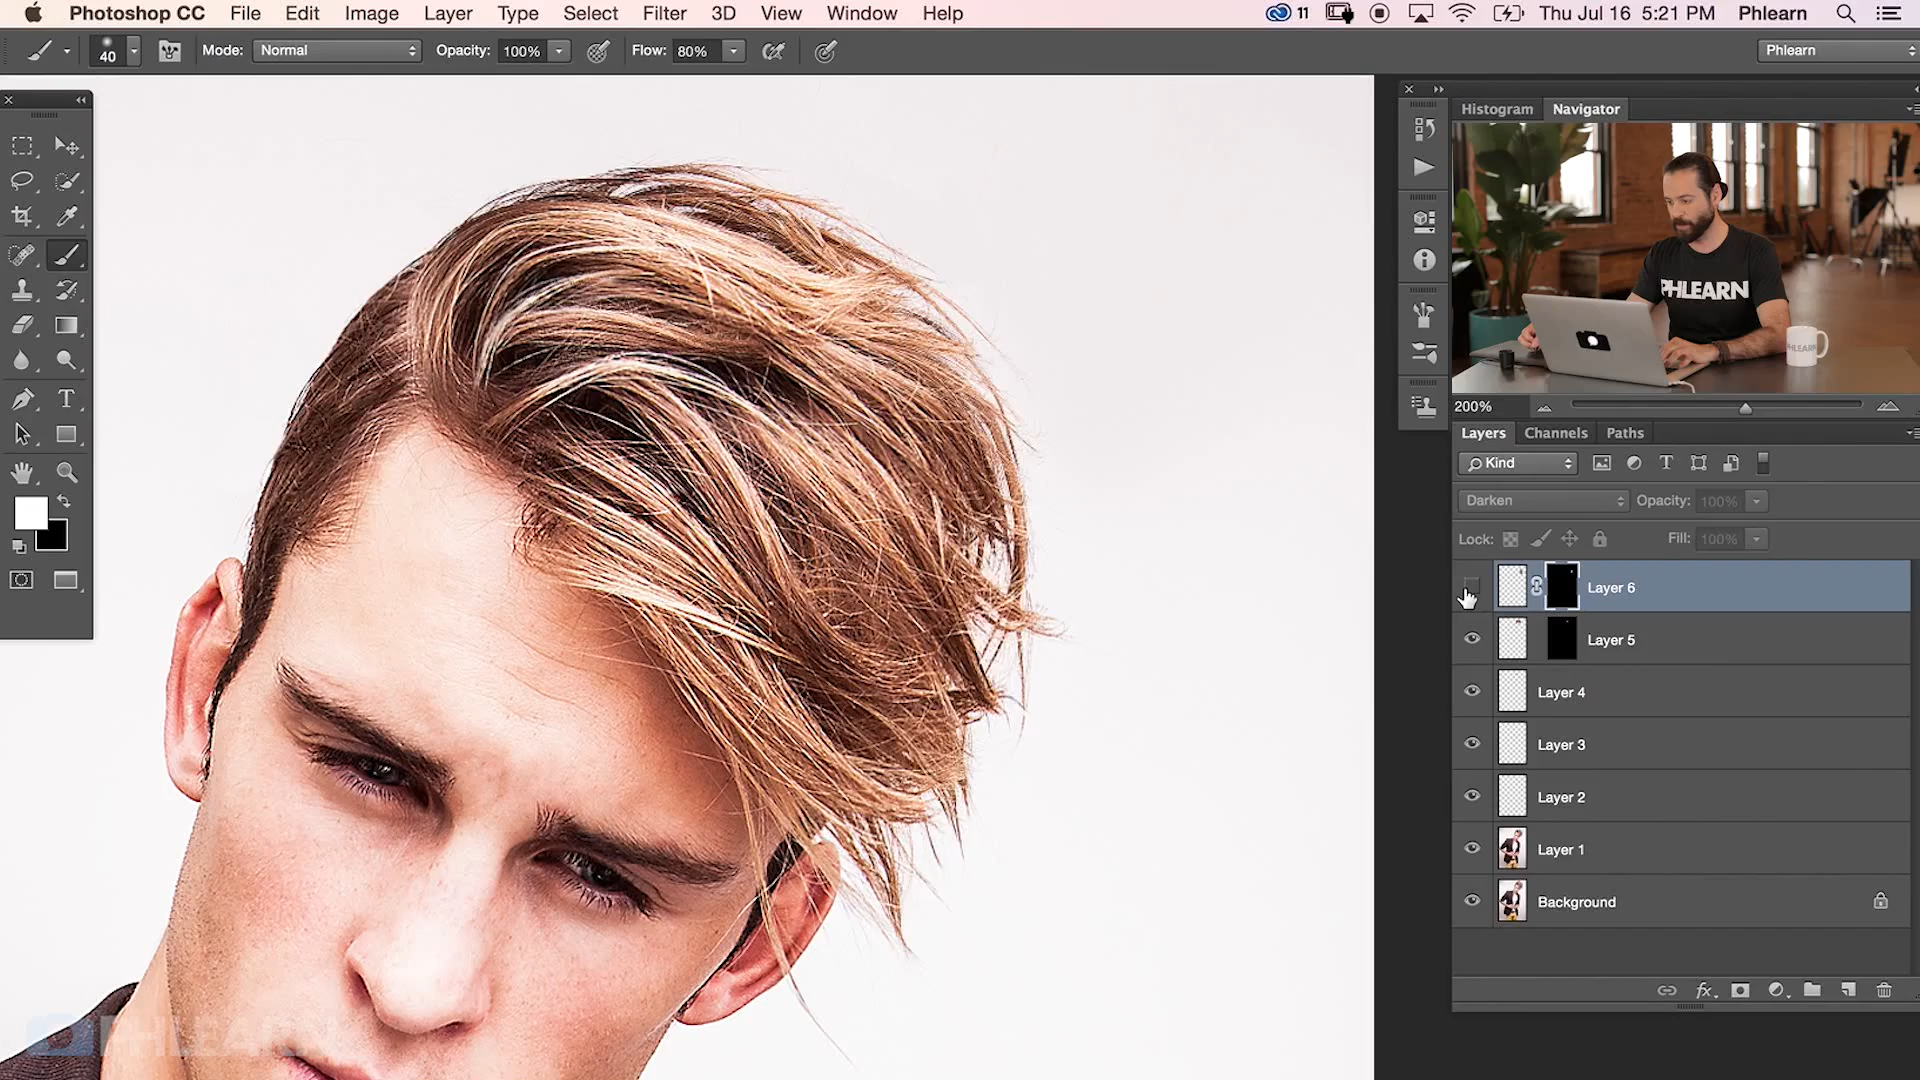 Photoshop CC File Edit Image Layer Type Select Filter 3D View Window Help 11 Thu Jul 16 5:21 PM Phlearn
40 Mode: Normal Opacity: 100% Flow: 80% Phlearn
Histogram Navigator
PHLEARN
PHLEARN
200%
Layers Channels Paths
Kind
Darken Opacity: 100%
Lock: Fill: 100%
Layer 6
Layer 5
Layer 4
Layer 3
Layer 2
Layer 1
Background
PHLEARN